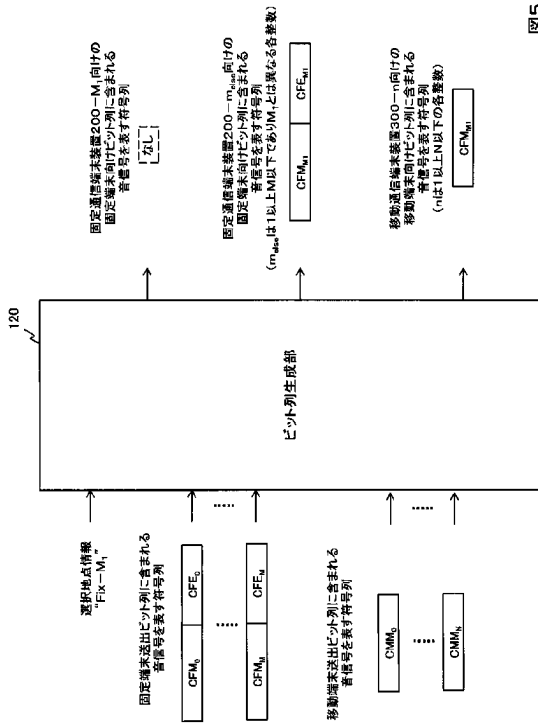 120
選択地点情報
"Fix−M₁"
固定端末送出ビット列に含まれる
音信号を表す符号列
CFM₀ CFE₀
.....
.....
CFM_M CFE_M
移動端末送出ビット列に含まれる
音信号を表す符号列
CMM₀
.....
.....
CMM_N
ビット列生成部
固定通信端末装置200−M₁向けの
固定端末向けビット列に含まれる
音信号を表す符号列
なし
固定通信端末装置200−m_else向けの
固定端末向けビット列に含まれる
音信号を表す符号列
(m_elseは1以上M以下でありM₁とは異なる各整数)
CFM_M1 CFE_M1
移動通信端末装置300−n向けの
移動端末向けビット列に含まれる
音信号を表す符号列
(nは1以上N以下の各整数)
CFM_M1
図5